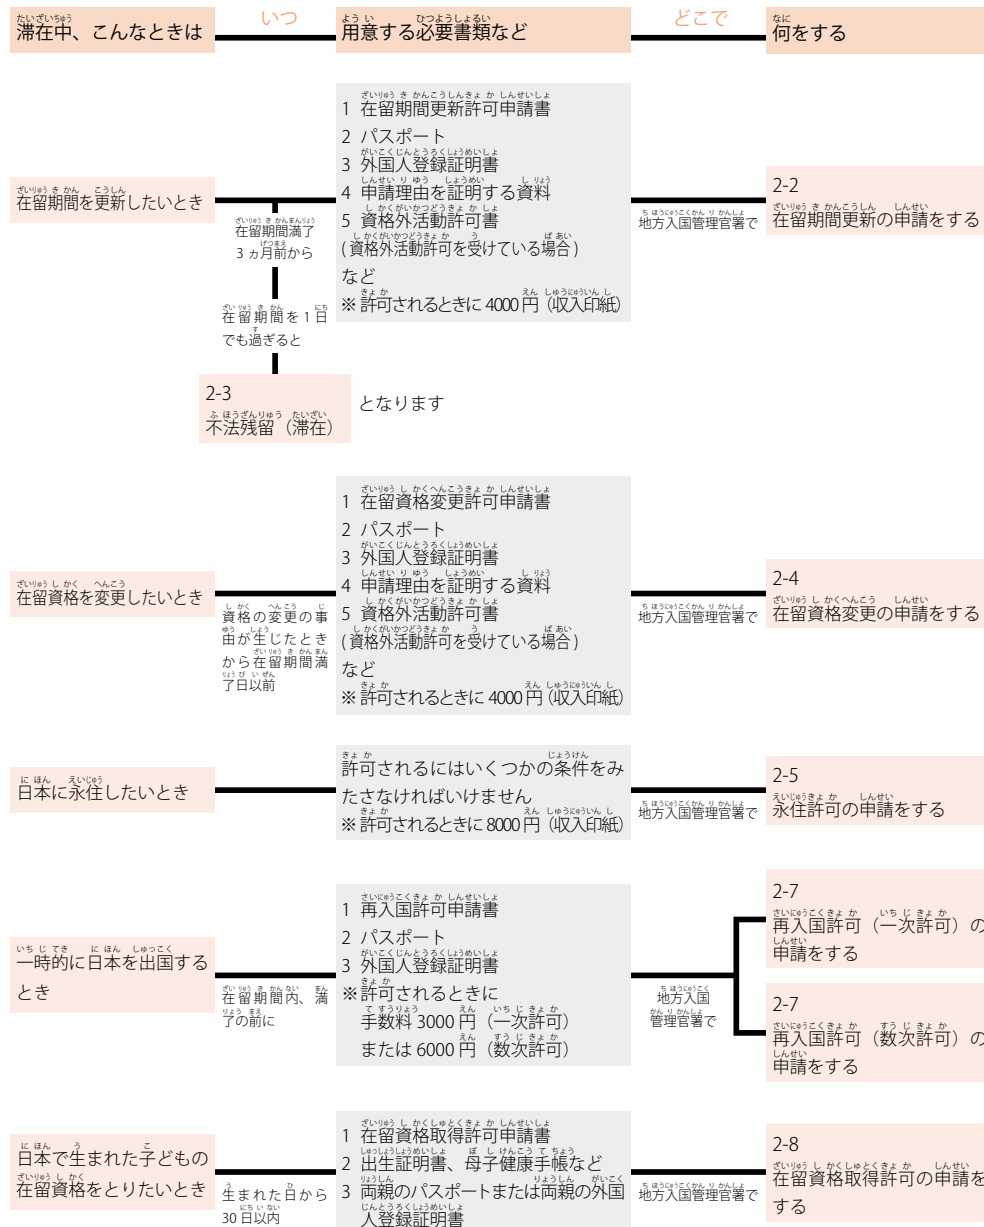 滞在中、こんなときは
いつ
用意する必要書類など
どこで
何をする
在留期間を更新したいとき
在留期間満了
3ヵ月前から
1 在留期間更新許可申請書
2 パスポート
3 外国人登録証明書
4 申請理由を証明する資料
5 資格外活動許可書
(資格外活動許可を受けている場合)
など
※許可されるときに4000円（収入印紙）
地方入国管理官署で
2-2
在留期間更新の申請をする
在留期間を1日
でも過ぎると
2-3
不法残留（滞在）
となります
在留資格を変更したいとき
資格の変更の事
由が生じたとき
から在留期間満
了日以前
1 在留資格変更許可申請書
2 パスポート
3 外国人登録証明書
4 申請理由を証明する資料
5 資格外活動許可書
(資格外活動許可を受けている場合)
など
※許可されるときに4000円（収入印紙）
地方入国管理官署で
2-4
在留資格変更の申請をする
日本に永住したいとき
許可されるにはいくつかの条件をみ
たさなければいけません
※許可されるときに8000円（収入印紙）
地方入国管理官署で
2-5
永住許可の申請をする
一時的に日本を出国する
とき
在留期間内、満
了の前に
1 再入国許可申請書
2 パスポート
3 外国人登録証明書
※許可されるときに
手数料3000円（一次許可）
または6000円（数次許可）
地方入国
管理官署で
2-7
再入国許可（一次許可）の
申請をする
2-7
再入国許可（数次許可）の
申請をする
日本で生まれた子どもの
在留資格をとりたいとき
生まれた日から
30日以内
1 在留資格取得許可申請書
2 出生証明書、母子健康手帳など
3 両親のパスポートまたは両親の外国
人登録証明書
地方入国管理官署で
2-8
在留資格取得許可の申請を
する